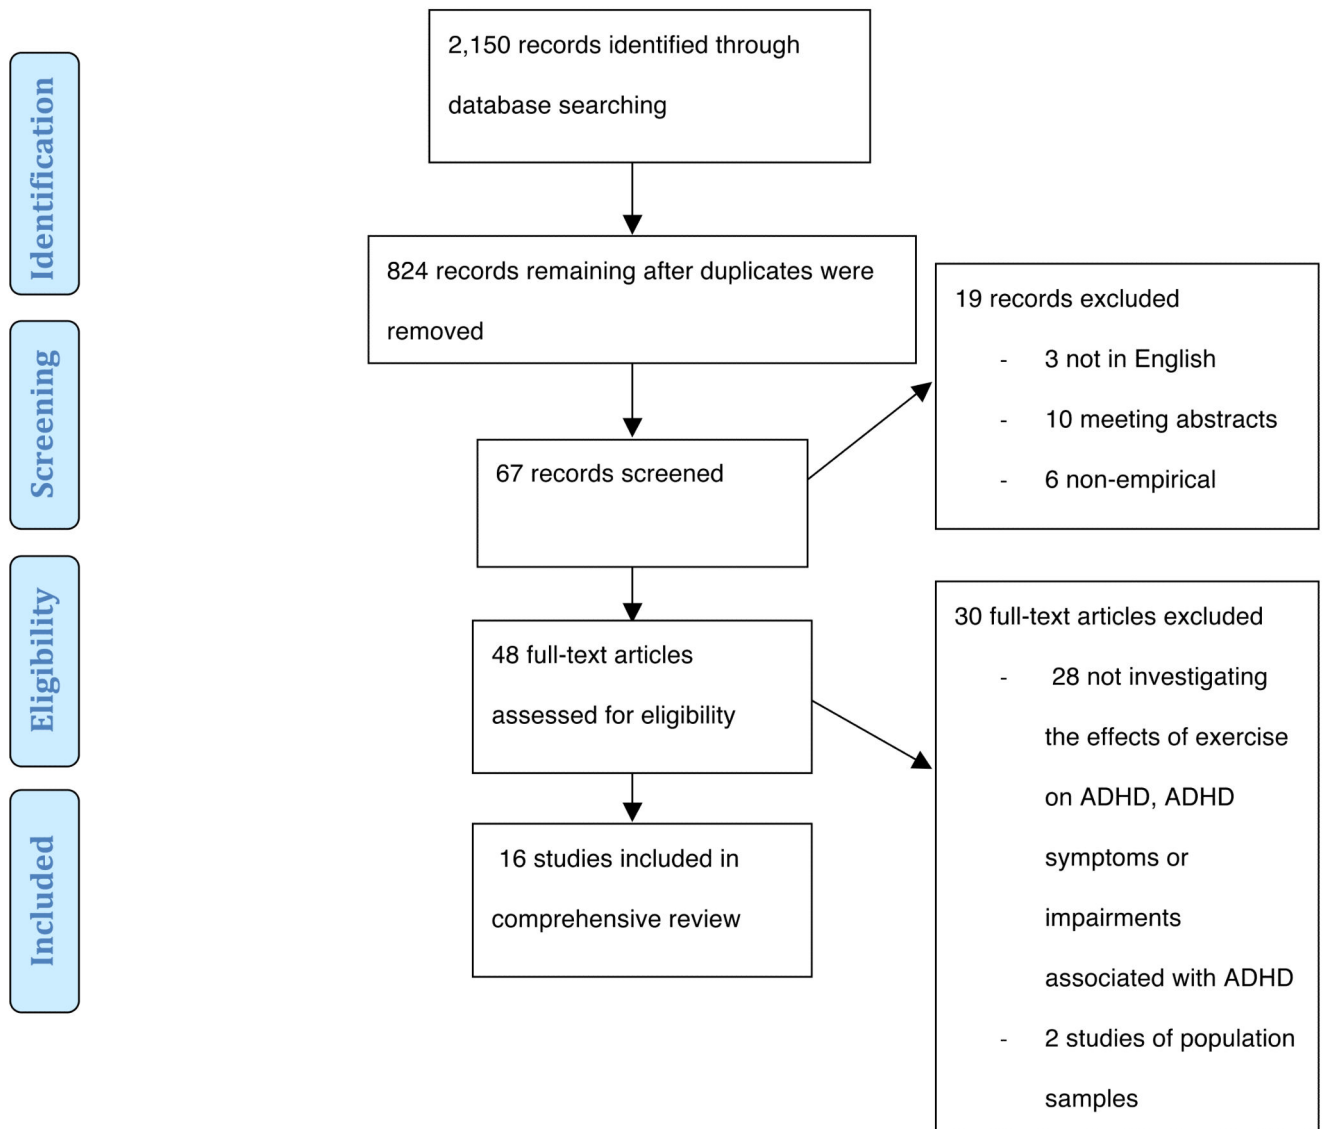 Identification
2,150 records identified through
database searching
824 records remaining after duplicates were
removed
Screening
67 records screened
19 records excluded
- 3 not in English
- 10 meeting abstracts
- 6 non-empirical
Eligibility
48 full-text articles
assessed for eligibility
30 full-text articles excluded
- 28 not investigating
the effects of exercise
on ADHD, ADHD
symptoms or
impairments
associated with ADHD
- 2 studies of population
samples
Included
16 studies included in
comprehensive review